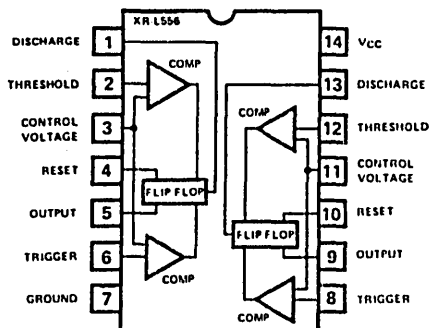 XR-L556
DISCHARGE 1
THRESHOLD 2
CONTROL VOLTAGE 3
RESET 4
OUTPUT 5
TRIGGER 6
GROUND 7
COMP
FLIP FLOP
COMP
14 VCC
13 DISCHARGE
12 THRESHOLD
11 CONTROL VOLTAGE
10 RESET
9 OUTPUT
8 TRIGGER
COMP
FLIP FLOP
COMP